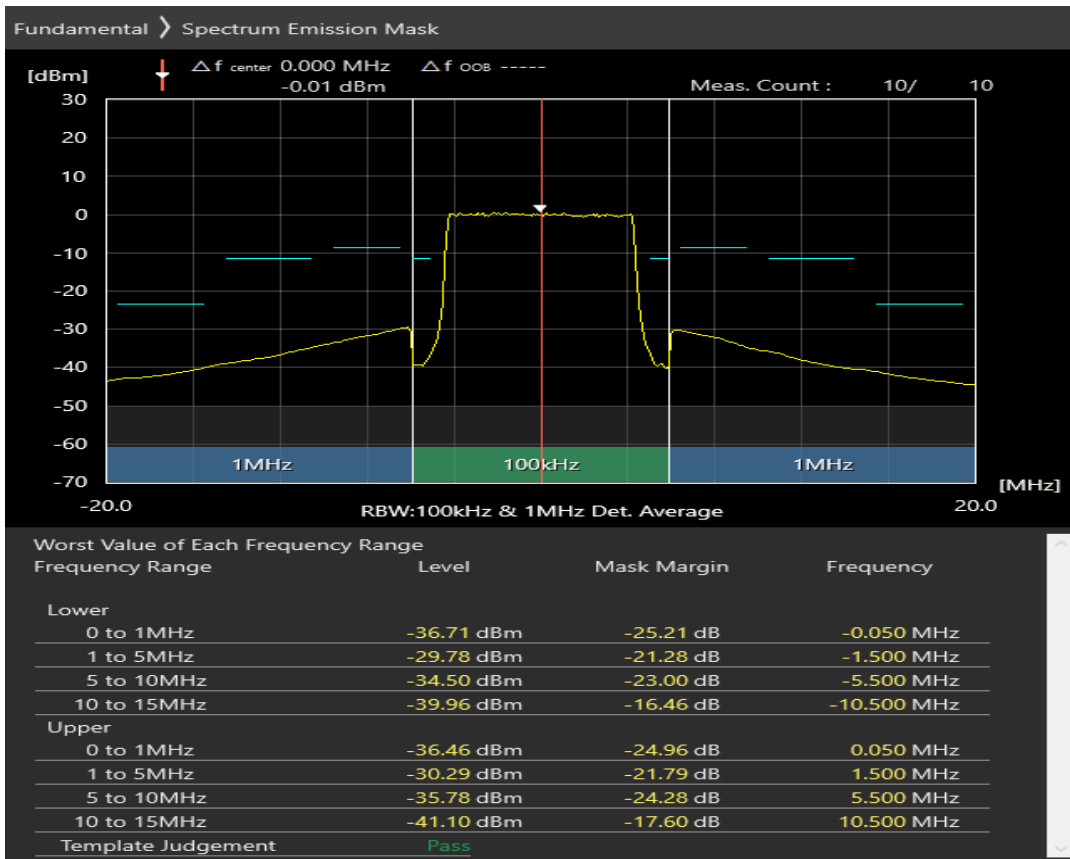 Fundamental ❯ Spectrum Emission Mask
△f center 0.000 MHz △f OOB -----
[dBm]
-0.01 dBm Meas. Count : 10/ 10
30
20
10
0
-10
-20
-30
-40
-50
-60
1MHz 100kHz 1MHz
-70
[MHz]
-20.0 RBW:100kHz & 1MHz Det. Average 20.0
Worst Value of Each Frequency Range
Frequency Range Level Mask Margin Frequency
Lower
0 to 1MHz -36.71 dBm -25.21 dB -0.050 MHz
1 to 5MHz -29.78 dBm -21.28 dB -1.500 MHz
5 to 10MHz -34.50 dBm -23.00 dB -5.500 MHz
10 to 15MHz -39.96 dBm -16.46 dB -10.500 MHz
Upper
0 to 1MHz -36.46 dBm -24.96 dB 0.050 MHz
1 to 5MHz -30.29 dBm -21.79 dB 1.500 MHz
5 to 10MHz -35.78 dBm -24.28 dB 5.500 MHz
10 to 15MHz -41.10 dBm -17.60 dB 10.500 MHz
Template Judgement Pass